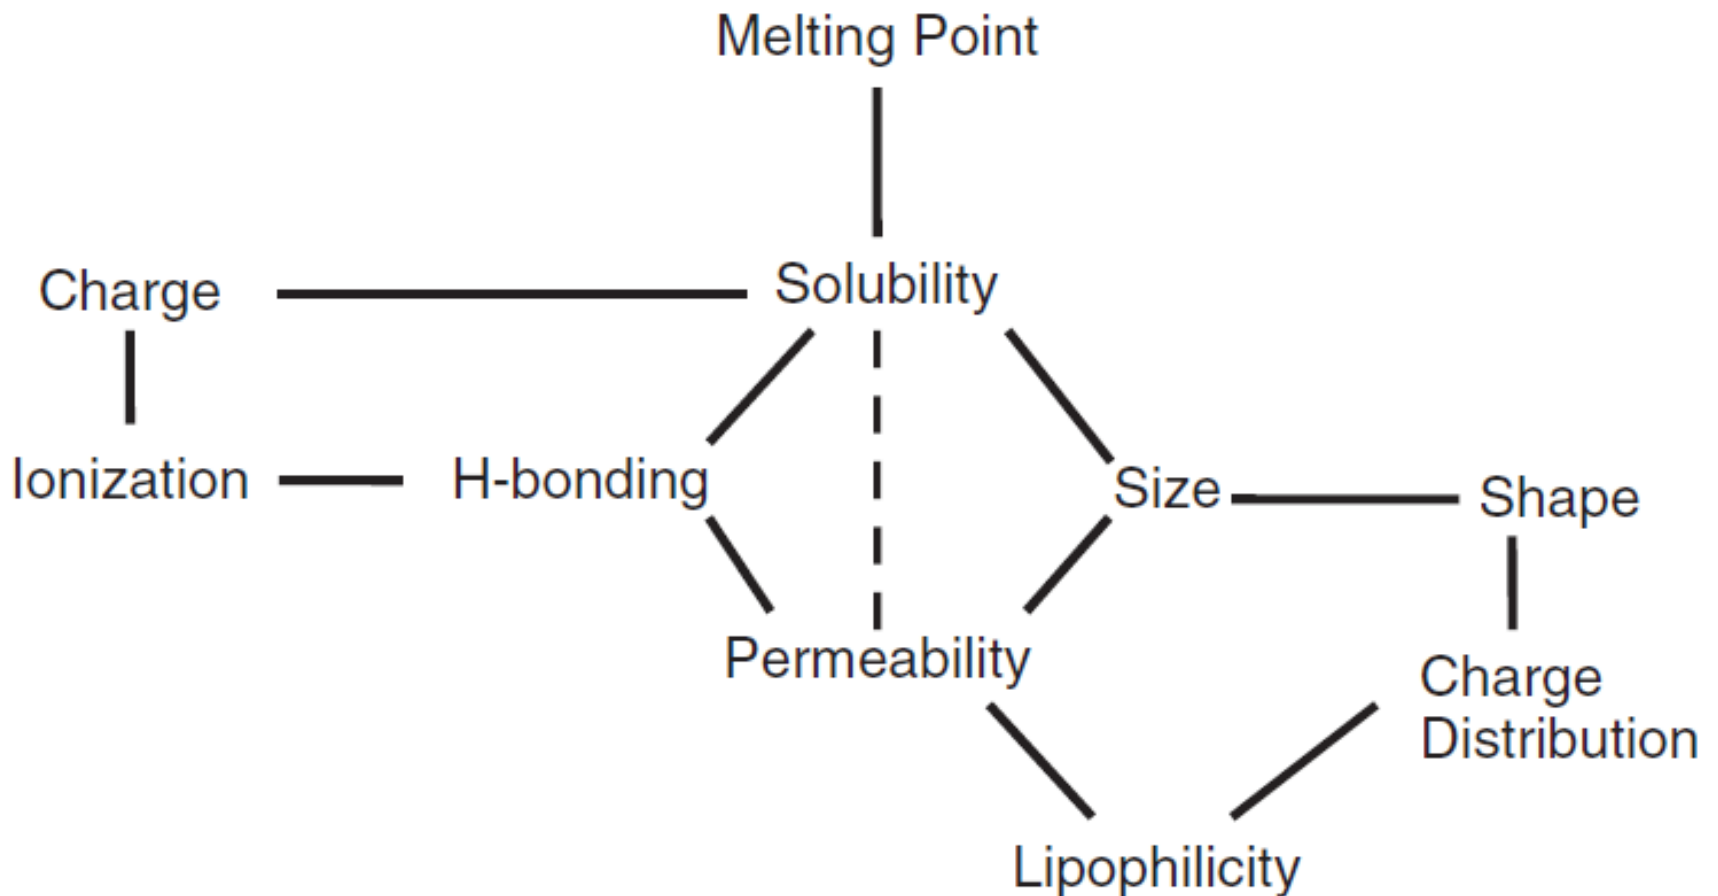 Melting Point
Charge
Solubility
Ionization
H-bonding
Size
Shape
Permeability
Charge
Distribution
Lipophilicity